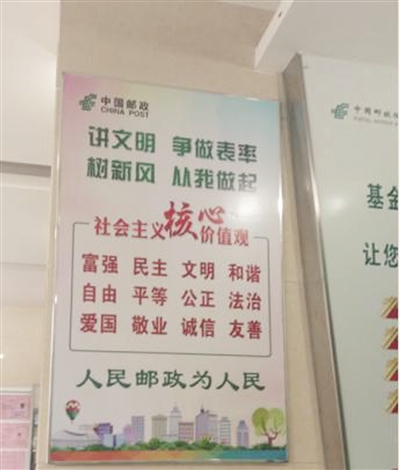 中国邮政
CHINA POST
讲文明 争做表率
树新风 从我做起
社会主义核心价值观
富强 民主 文明 和谐
自由 平等 公正 法治
爱国 敬业 诚信 友善
人民邮政为人民
中国邮政
基金
让您